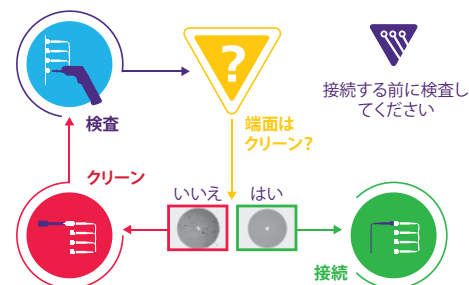 ?
接続する前に検査し
てください
検査
端面は
クリーン？
クリーン
いいえ
はい
接続